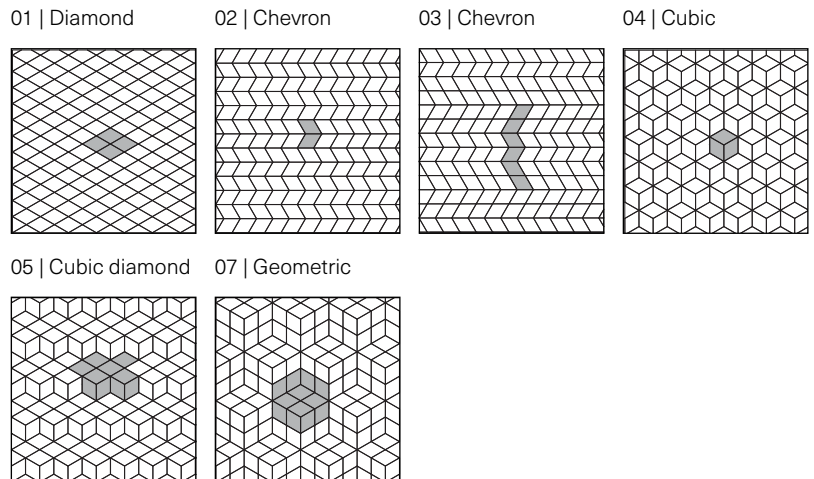 01 | Diamond
02 | Chevron
03 | Chevron
04 | Cubic
05 | Cubic diamond
07 | Geometric